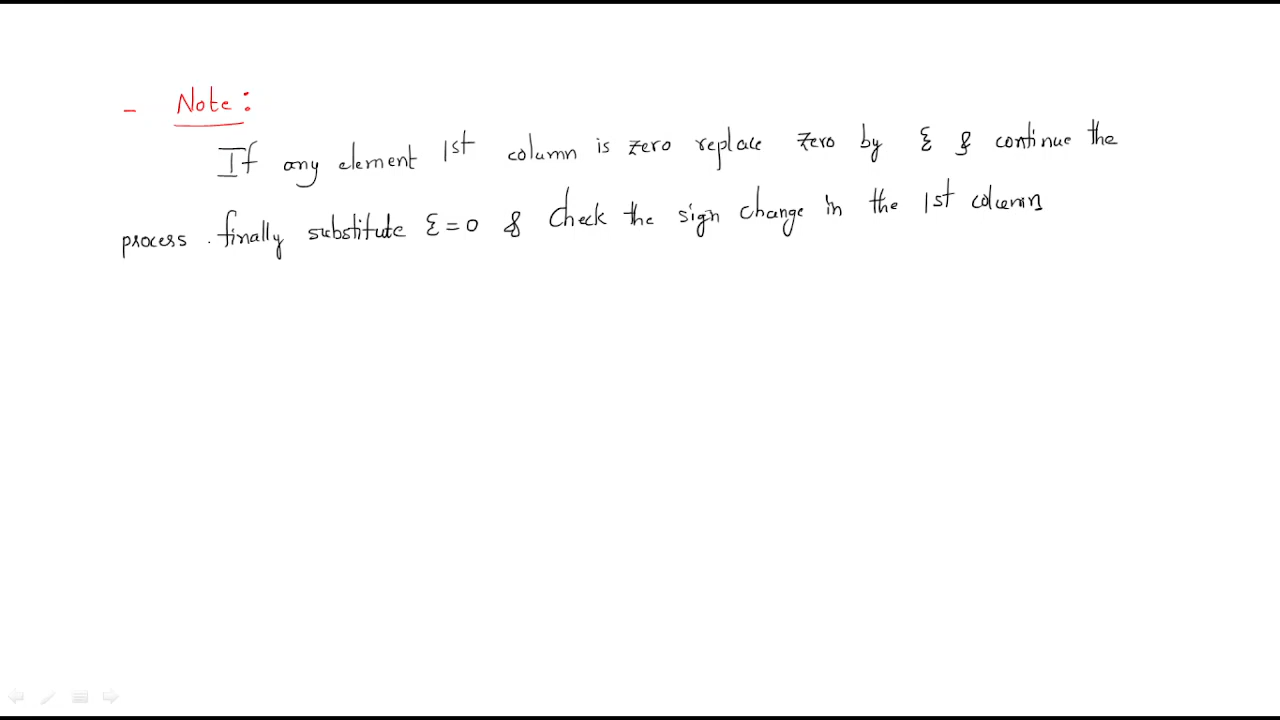 - Note:
If any element 1st column is zero replace zero by ε & continue the
process . finally substitute ε = 0 & check the sign change in the 1st column